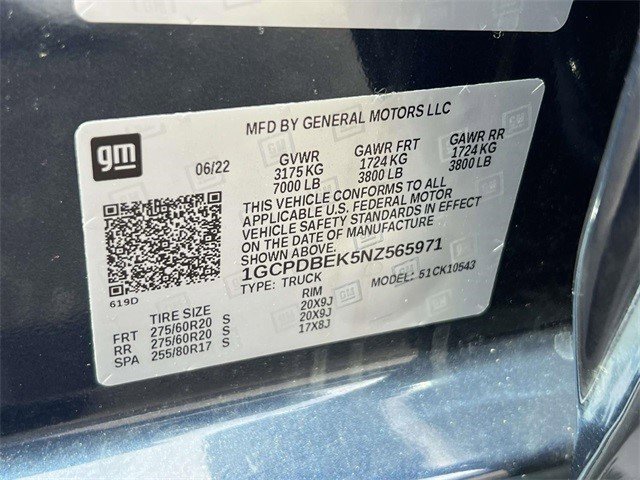 MFD BY GENERAL MOTORS LLC
gm
06/22
GVWR GAWR FRT GAWR RR
3175 KG 1724 KG 1724 KG
7000 LB 3800 LB 3800 LB
THIS VEHICLE CONFORMS TO ALL
APPLICABLE U.S. FEDERAL MOTOR
VEHICLE SAFETY STANDARDS IN EFFECT
ON THE DATE OF MANUFACTURE
SHOWN ABOVE.
1GCPDBEK5NZ565971
TYPE: TRUCK MODEL: 51CK10543
619D
TIRE SIZE RIM
FRT 275/60R20 S 20X9J
RR 275/60R20 S 20X9J
SPA 255/80R17 S 17X8J